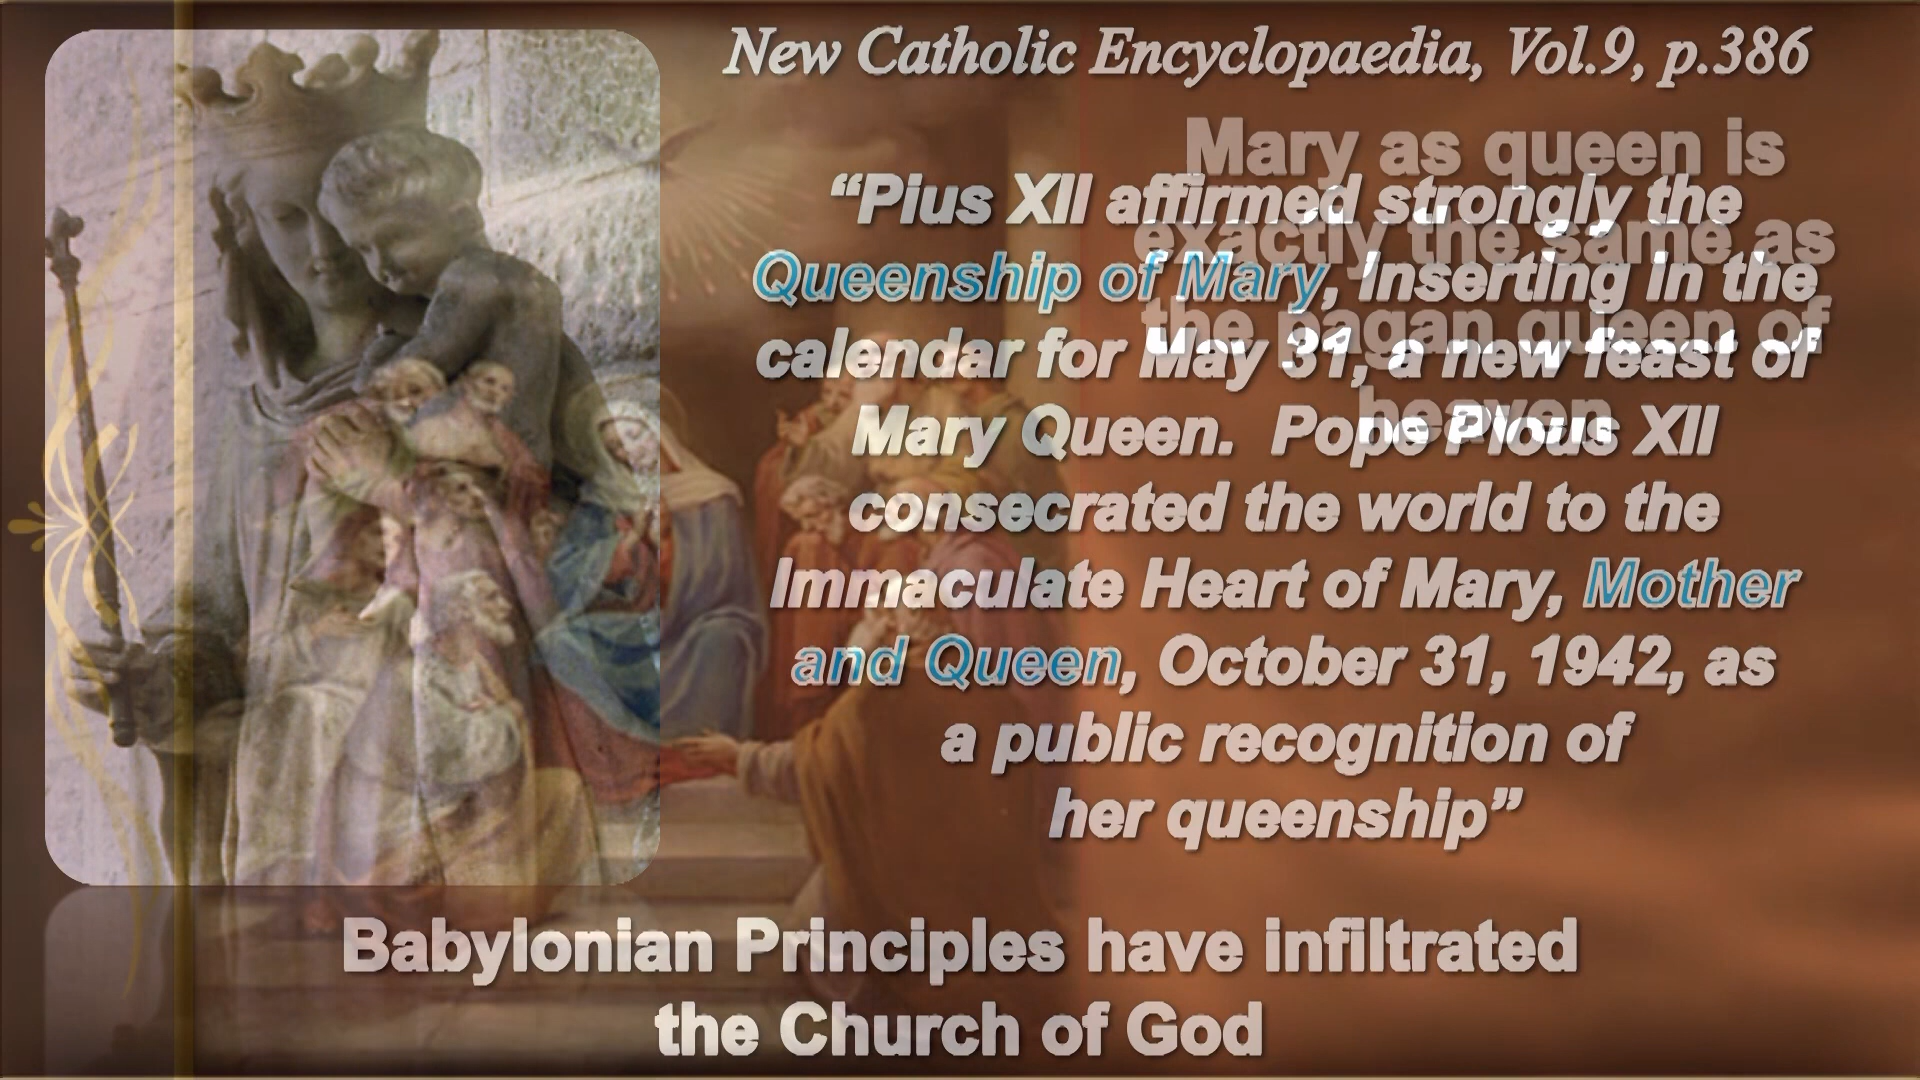 New Catholic Encyclopaedia, Vol.9, p.386
Mary as queen is
exactly the same as
the pagan queen of
heaven
“Pius XII affirmed strongly the
Queenship of Mary, inserting in the
calendar for May 31, a new feast of
Mary Queen. Pope Pious XII
consecrated the world to the
Immaculate Heart of Mary, Mother
and Queen, October 31, 1942, as
a public recognition of
her queenship”
Babylonian Principles have infiltrated
the Church of God